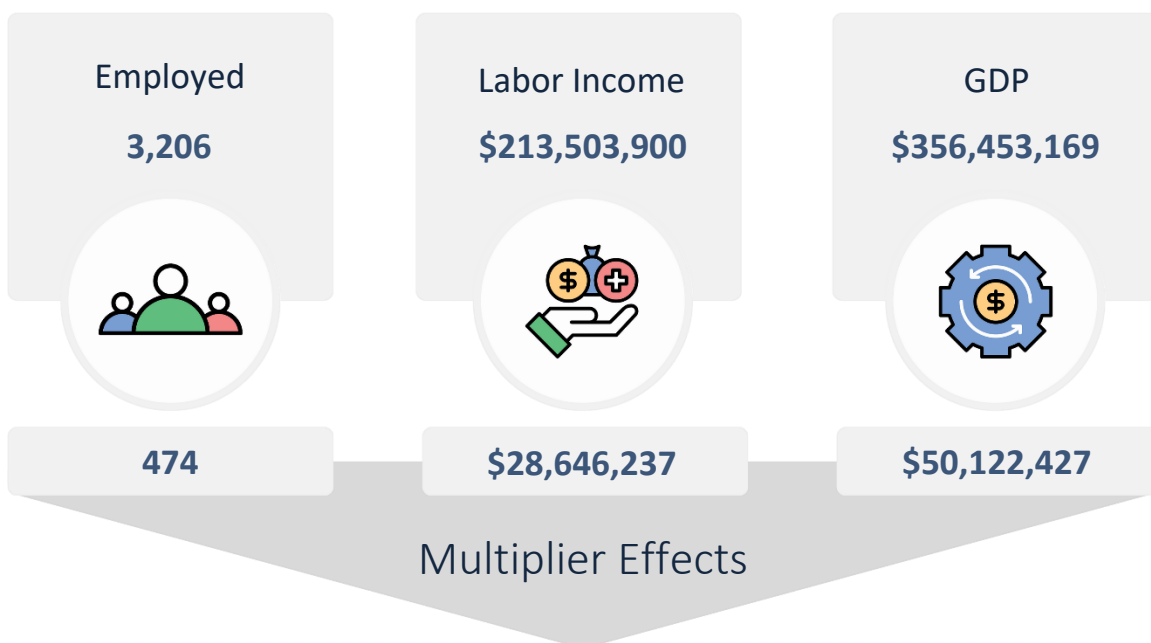 Employed
3,206
Labor Income
$213,503,900
GDP
$356,453,169
$
$
474
$28,646,237
$50,122,427
Multiplier Effects